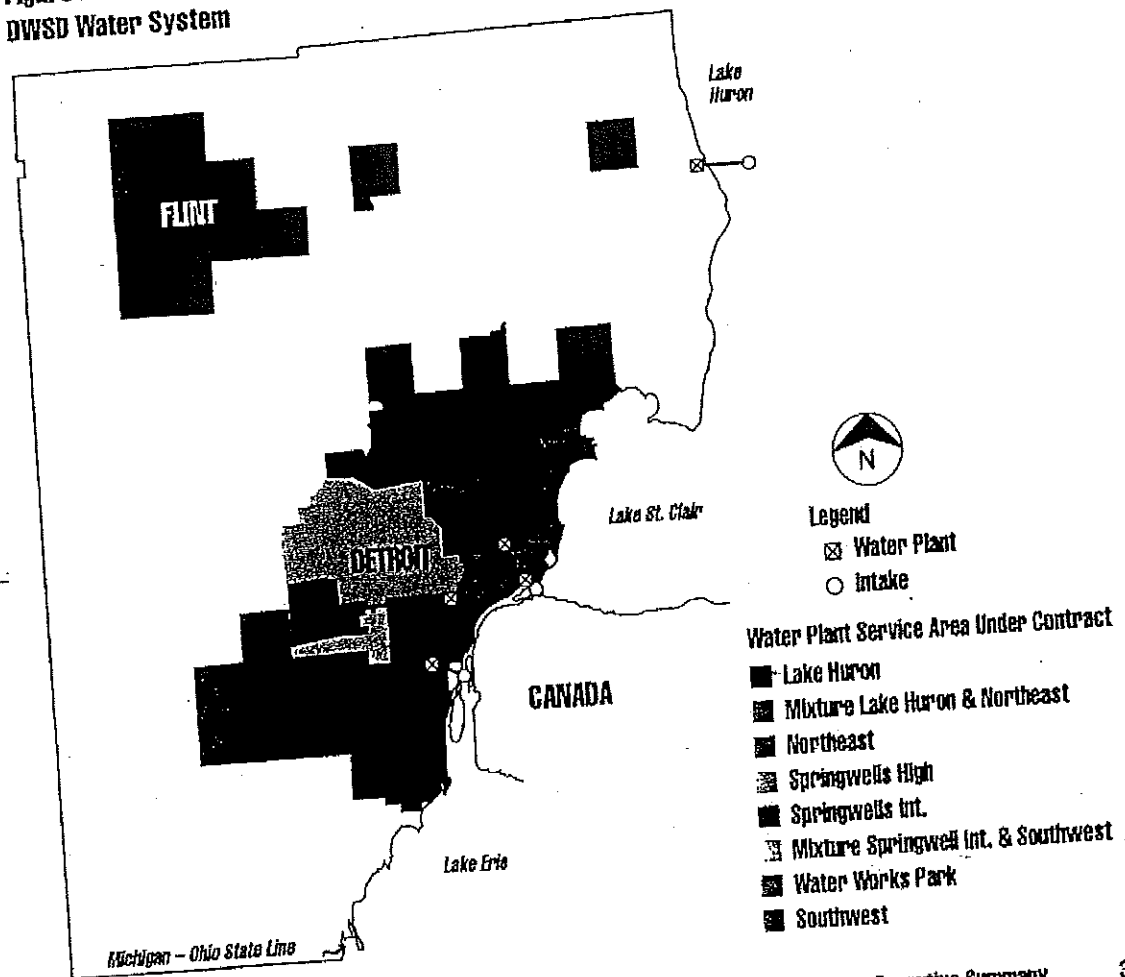 DWSD Water System
Lake
Huron
FLINT
Lake St. Clair
DETROIT
CANADA
Lake Erie
Michigan – Ohio State Line
N
Legend
Water Plant
Intake
Water Plant Service Area Under Contract
Lake Huron
Mixture Lake Huron & Northeast
Northeast
Springwells High
Springwells Int.
Mixture Springwell Int. & Southwest
Water Works Park
Southwest
Executive Summary